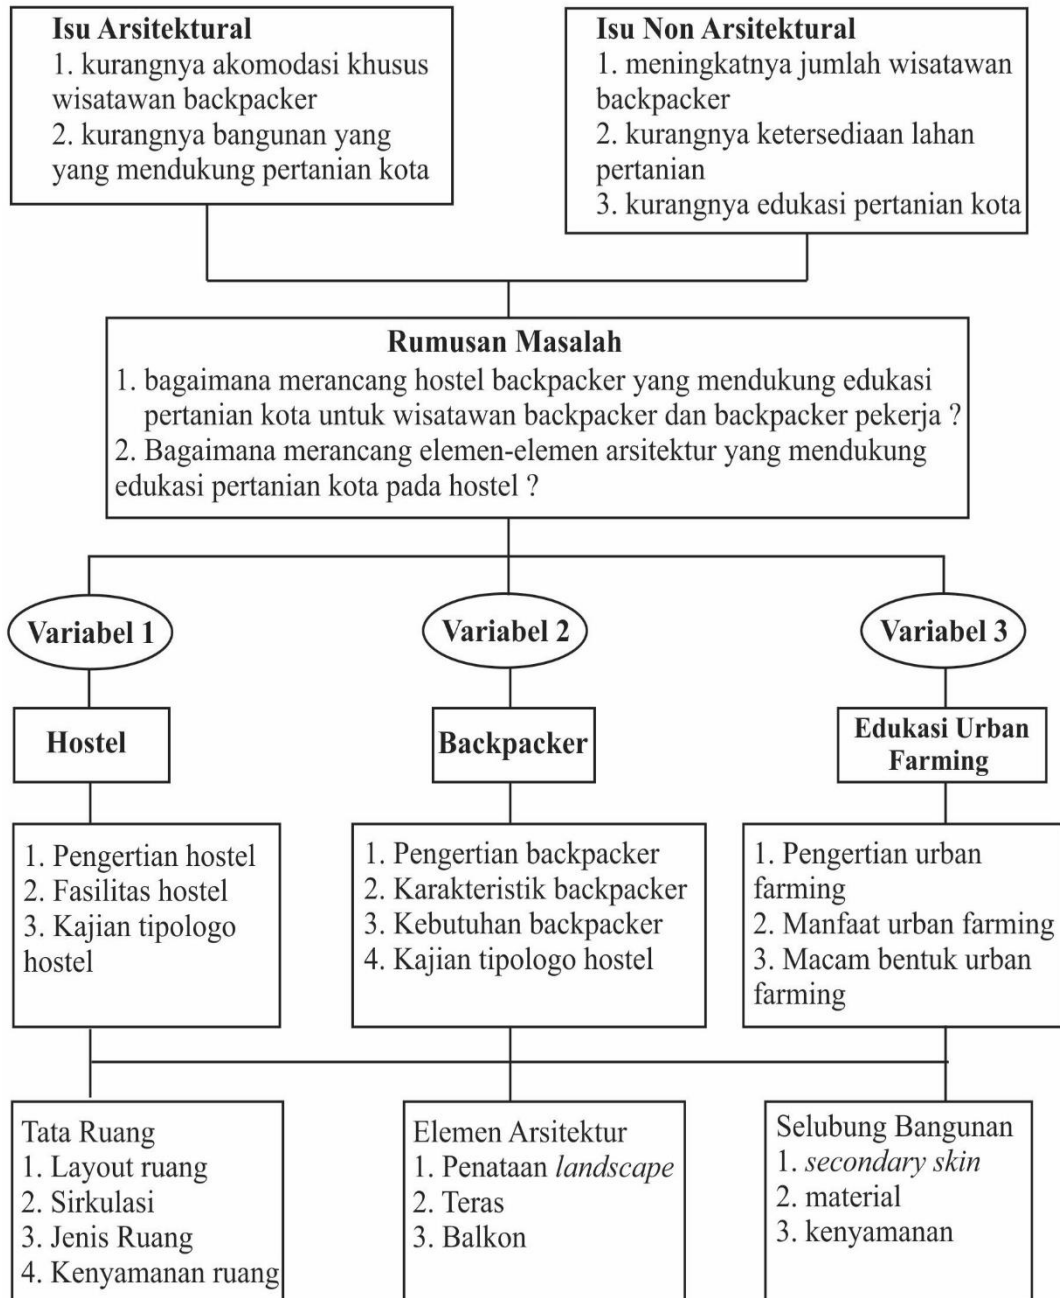 Isu Arsitektural
1. kurangnya akomodasi khusus
wisatawan backpacker
2. kurangnya bangunan yang
yang mendukung pertanian kota
Isu Non Arsitektural
1. meningkatnya jumlah wisatawan
backpacker
2. kurangnya ketersediaan lahan
pertanian
3. kurangnya edukasi pertanian kota
Rumusan Masalah
1. bagaimana merancang hostel backpacker yang mendukung edukasi
pertanian kota untuk wisatawan backpacker dan backpacker pekerja ?
2. Bagaimana merancang elemen-elemen arsitektur yang mendukung
edukasi pertanian kota pada hostel ?
Variabel 1
Variabel 2
Variabel 3
Hostel
Backpacker
Edukasi Urban
Farming
1. Pengertian hostel
2. Fasilitas hostel
3. Kajian tipologo
hostel
1. Pengertian backpacker
2. Karakteristik backpacker
3. Kebutuhan backpacker
4. Kajian tipologo hostel
1. Pengertian urban
farming
2. Manfaat urban farming
3. Macam bentuk urban
farming
Tata Ruang
1. Layout ruang
2. Sirkulasi
3. Jenis Ruang
4. Kenyamanan ruang
Elemen Arsitektur
1. Penataan landscape
2. Teras
3. Balkon
Selubung Bangunan
1. secondary skin
2. material
3. kenyamanan